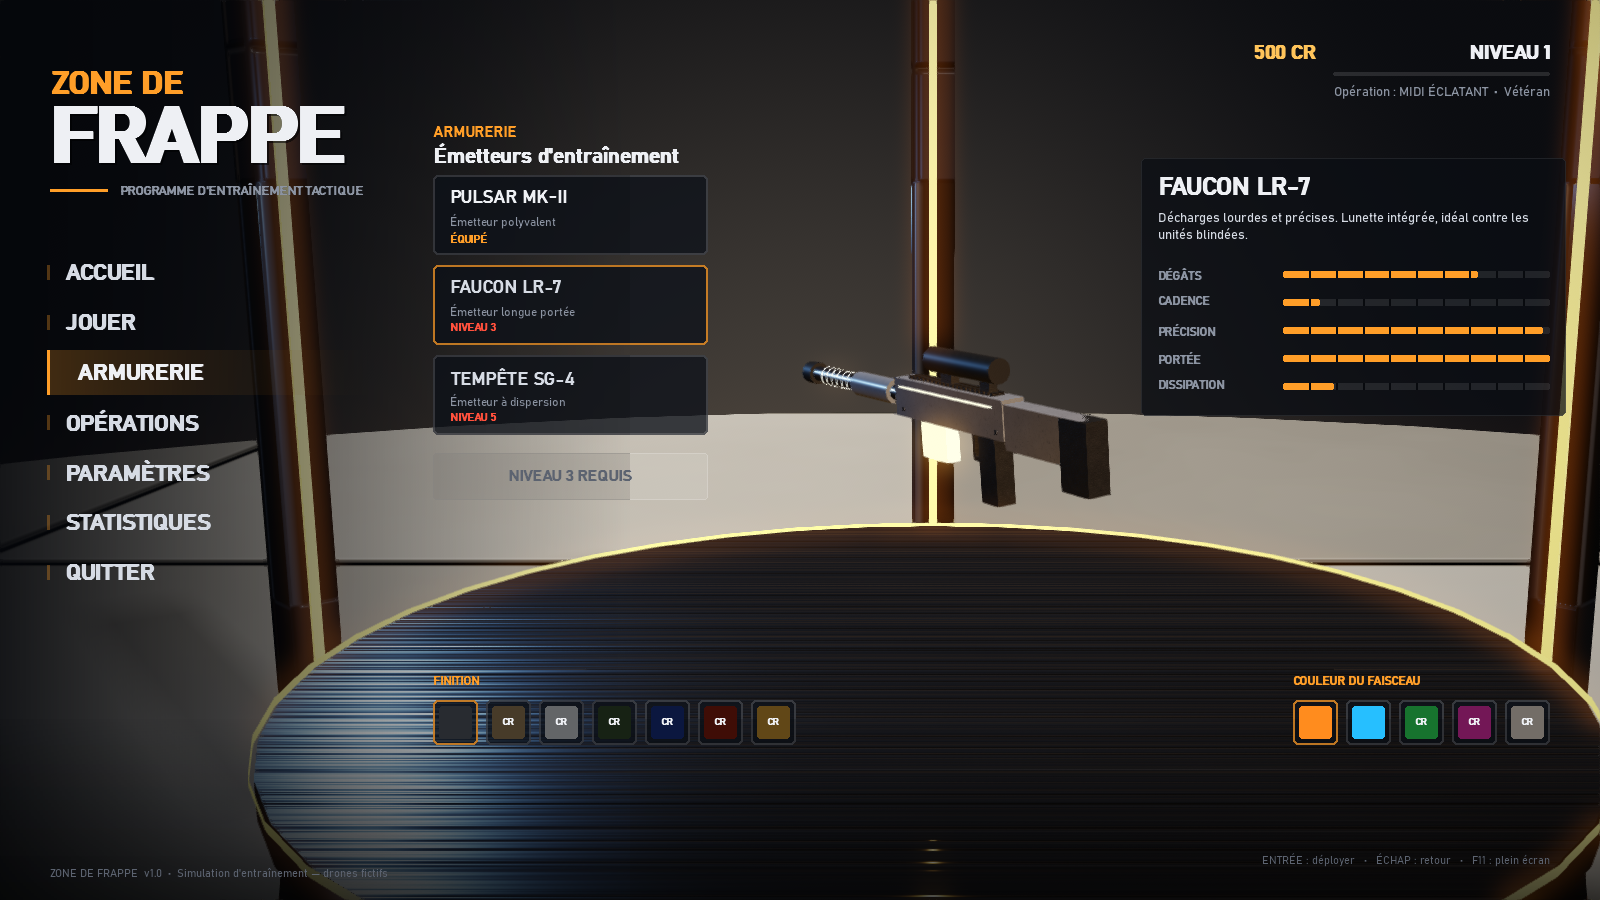 ZONE DE
FRAPPE
PROGRAMME D'ENTRAÎNEMENT TACTIQUE
ACCUEIL
JOUER
ARMURERIE
OPÉRATIONS
PARAMÈTRES
STATISTIQUES
QUITTER
ARMURERIE
Émetteurs d'entraînement
PULSAR MK-II
Émetteur polyvalent
ÉQUIPÉ
FAUCON LR-7
Émetteur longue portée
NIVEAU 3
TEMPÊTE SG-4
Émetteur à dispersion
NIVEAU 5
NIVEAU 3 REQUIS
500 CR
NIVEAU 1
Opération : MIDI ÉCLATANT • Vétéran
FAUCON LR-7
Décharges lourdes et précises. Lunette intégrée, idéal contre les
unités blindées.
DÉGÂTS
CADENCE
PRÉCISION
PORTÉE
DISSIPATION
FINITION
CR
CR
CR
CR
CR
CR
COULEUR DU FAISCEAU
CR
CR
CR
ZONE DE FRAPPE v1.0 • Simulation d'entraînement — drones fictifs
ENTRÉE : déployer • ÉCHAP : retour • F11 : plein écran